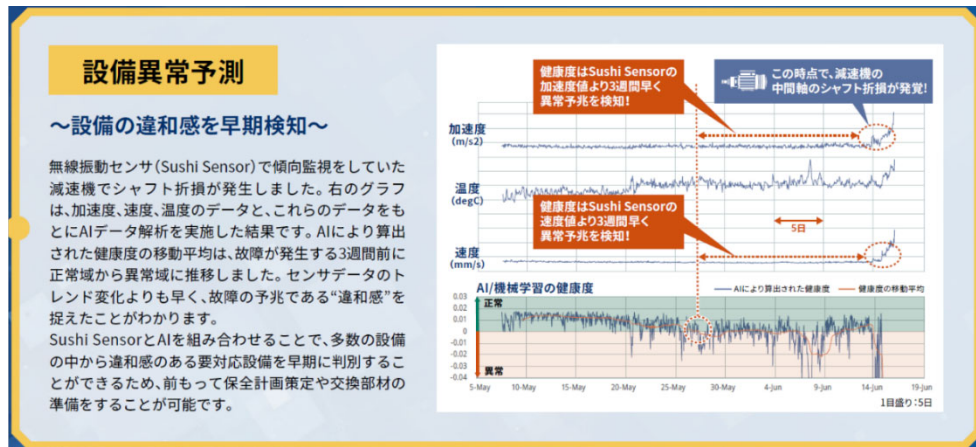 設備異常予測
～設備の違和感を早期検知～
無線振動センサ(Sushi Sensor)で傾向監視をしていた
減速機でシャフト折損が発生しました。右のグラフ
は、加速度、速度、温度のデータと、これらのデータをも
とにAIデータ解析を実施した結果です。AIにより算出
された健康度の移動平均は、故障が発生する3週間前に
正常域から異常域に推移しました。センサデータのト
レンド変化よりも早く、故障の予兆である“違和感”を
捉えたことがわかります。
Sushi SensorとAIを組み合わせることで、多数の設備
の中から違和感のある要対応設備を早期に判別するこ
とができるため、前もって保全計画策定や交換部材の
準備をすることが可能です。
健康度はSushi Sensorの
加速度値より3週間早く
異常予兆を検知!
この時点で、減速機の
中間軸のシャフト折損が発覚!
加速度
(m/s2)
温度
(degC)
健康度はSushi Sensorの
速度値より3週間早く
異常予兆を検知!
5日
速度
(mm/s)
AI/機械学習の健康度
AIにより算出された健康度
健康度の移動平均
0.03
0.02
0.01
0
-0.01
-0.02
-0.03
-0.04
正常
異常
5-May
10-May
15-May
20-May
25-May
30-May
4-Jun
9-Jun
14-Jun
19-Jun
1目盛り:5日